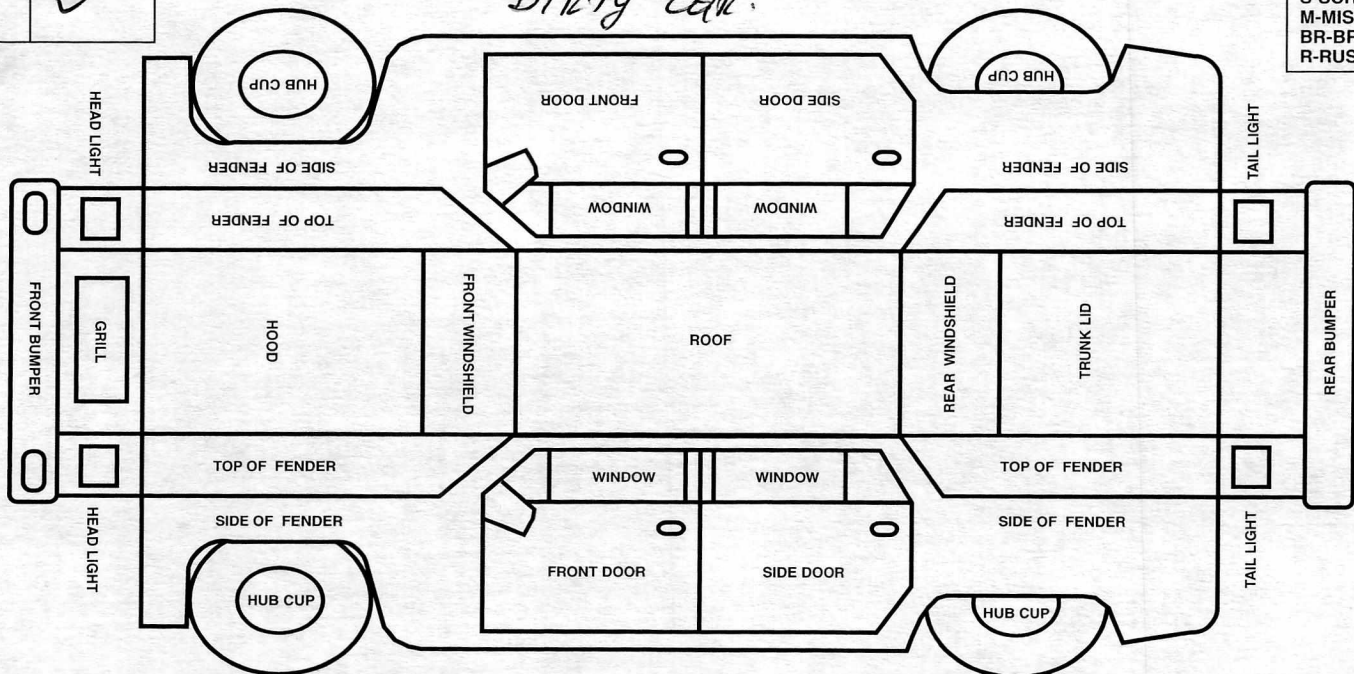 Car.
M-MIS
R-RUS
HUB CUP
HUB CUP
FRONT DOOR
SIDE DOOR
HEAD LIGHT
TAIL LIGHT
SIDE OF FENDER
SIDE OF FENDER
TOP OF FENDER
WINDOW
WINDOW
TOP OF FENDER
FRONT BUMPER
GRILL
HOOD
FRONT WINDSHIELD
ROOF
REAR WINDSHIELD
TRUNK LID
REAR BUMPER
TOP OF FENDER
WINDOW
WINDOW
TOP OF FENDER
SIDE OF FENDER
SIDE OF FENDER
HEAD LIGHT
TAIL LIGHT
FRONT DOOR
SIDE DOOR
HUB CUP
HUB CUP